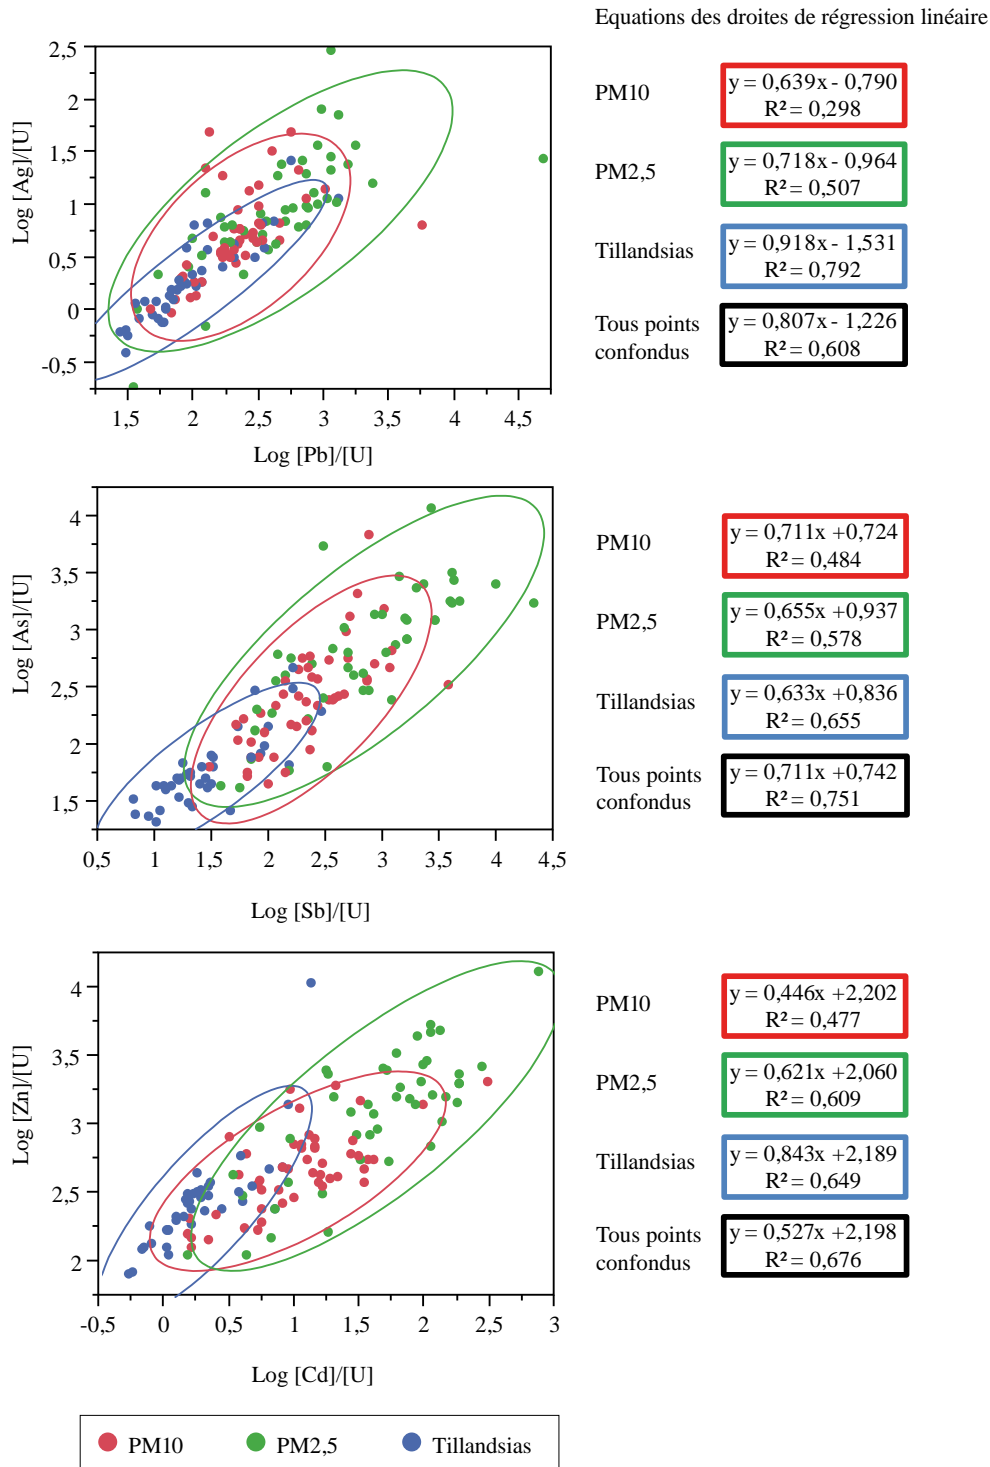 Equations des droites de régression linéaire
2,5
2
1,5
1
0,5
0
-0,5
Log [Ag]/[U]
1,5
2
2,5
3
3,5
4
4,5
Log [Pb]/[U]
PM10
y = 0,639x - 0,790
R² = 0,298
PM2,5
y = 0,718x - 0,964
R² = 0,507
Tillandsias
y = 0,918x - 1,531
R² = 0,792
Tous points
confondus
y = 0,807x - 1,226
R² = 0,608
4
3,5
3
2,5
2
1,5
Log [As]/[U]
0,5
1
1,5
2
2,5
3
3,5
4
4,5
Log [Sb]/[U]
PM10
y = 0,711x +0,724
R² = 0,484
PM2,5
y = 0,655x +0,937
R² = 0,578
Tillandsias
y = 0,633x +0,836
R² = 0,655
Tous points
confondus
y = 0,711x +0,742
R² = 0,751
4
3,5
3
2,5
2
Log [Zn]/[U]
-0,5
0
0,5
1
1,5
2
2,5
3
Log [Cd]/[U]
PM10
y = 0,446x +2,202
R² = 0,477
PM2,5
y = 0,621x +2,060
R² = 0,609
Tillandsias
y = 0,843x +2,189
R² = 0,649
Tous points
confondus
y = 0,527x +2,198
R² = 0,676
PM10
PM2,5
Tillandsias